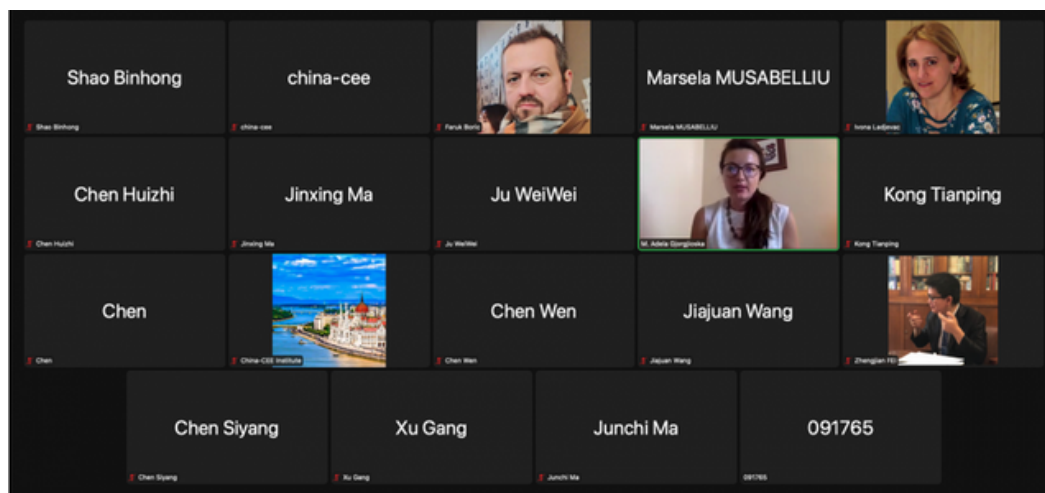 Shao Binhong
Shao Binhong
china-cee
china-cee
Faruk Boric
Marsela MUSABELLIU
Marsela MUSABELLIU
Ivona Ladjevac
Chen Huizhi
Chen Huizhi
Jinxing Ma
Jinxing Ma
Ju WeiWei
Ju WeiWei
M. Adela Gjorgjioska
Kong Tianping
Kong Tianping
Chen
Chen
China-CEE Institute
Chen Wen
Chen Wen
Jiajuan Wang
Jiajuan Wang
Zhengjian FEI
Chen Siyang
Chen Siyang
Xu Gang
Xu Gang
Junchi Ma
Junchi Ma
091765
091765